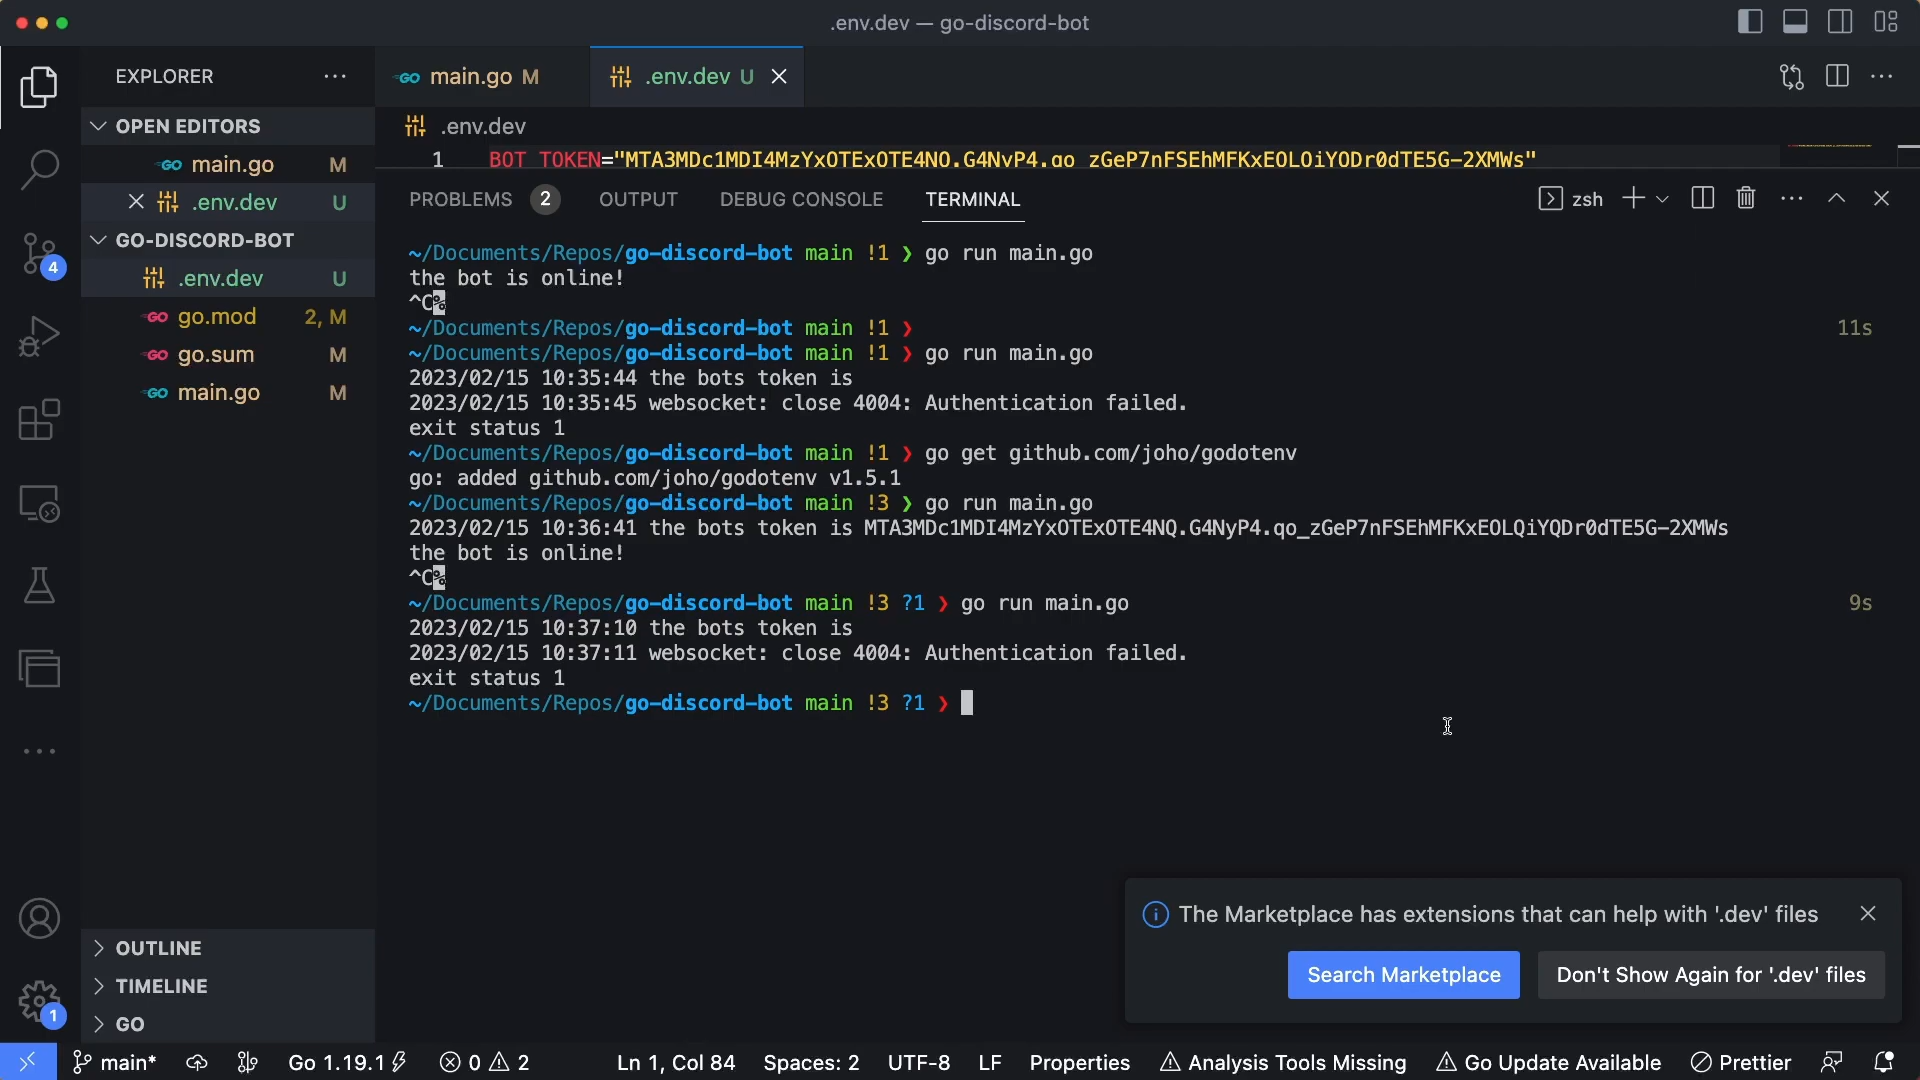 .env.dev — go-discord-bot
EXPLORER
main.go M
.env.dev U
OPEN EDITORS
main.go M
.env.dev U
GO-DISCORD-BOT
.env.dev U
go.mod 2, M
go.sum M
main.go M
OUTLINE
TIMELINE
GO
.env.dev
1 BOT_TOKEN="MTA3MDc1MDI4MzYxOTExOTE4NQ.G4NyP4.qo_zGeP7nFSEhMFKxEOLQiYQDr0dTE5G-2XMWs"
PROBLEMS 2 OUTPUT DEBUG CONSOLE TERMINAL zsh
~/Documents/Repos/go-discord-bot main !1 ❯ go run main.go
the bot is online!
^C%
~/Documents/Repos/go-discord-bot main !1 ❯ 11s
~/Documents/Repos/go-discord-bot main !1 ❯ go run main.go
2023/02/15 10:35:44 the bots token is
2023/02/15 10:35:45 websocket: close 4004: Authentication failed.
exit status 1
~/Documents/Repos/go-discord-bot main !1 ❯ go get github.com/joho/godotenv
go: added github.com/joho/godotenv v1.5.1
~/Documents/Repos/go-discord-bot main !3 ❯ go run main.go
2023/02/15 10:36:41 the bots token is MTA3MDc1MDI4MzYxOTExOTE4NQ.G4NyP4.qo_zGeP7nFSEhMFKxEOLQiYQDr0dTE5G-2XMWs
the bot is online!
^C%
~/Documents/Repos/go-discord-bot main !3 ?1 ❯ go run main.go 9s
2023/02/15 10:37:10 the bots token is
2023/02/15 10:37:11 websocket: close 4004: Authentication failed.
exit status 1
~/Documents/Repos/go-discord-bot main !3 ?1 ❯
The Marketplace has extensions that can help with '.dev' files
Search Marketplace Don't Show Again for '.dev' files
4
1
main* Go 1.19.1 0 2 Ln 1, Col 84 Spaces: 2 UTF-8 LF Properties Analysis Tools Missing Go Update Available Prettier